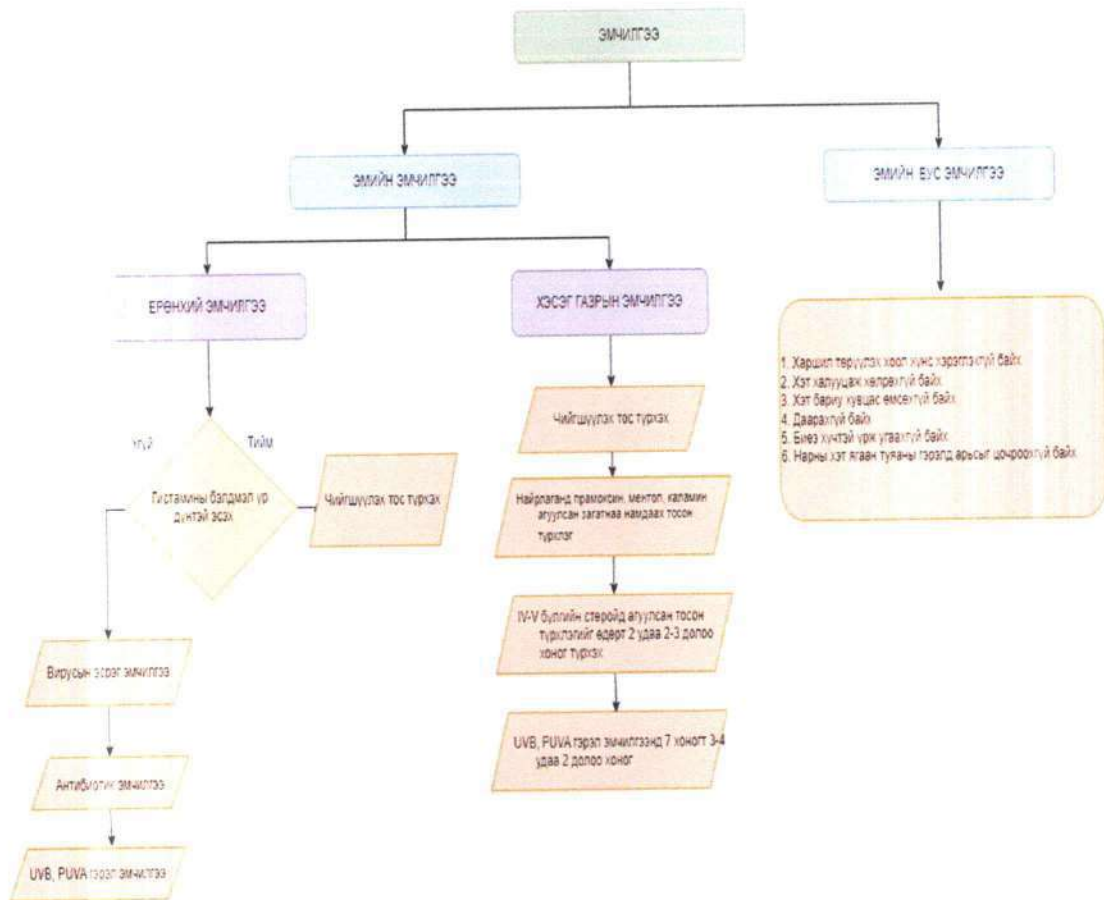 ЭМЧИЛГЭЭ
ЭМИЙН ЭМЧИЛГЭЭ
ЭМИЙН БУС ЭМЧИЛГЭЭ
ЕРӨНХИЙ ЭМЧИЛГЭЭ
ХЭСЭГ ГАЗРЫН ЭМЧИЛГЭЭ
Үгүй
Тийм
Гистамины бэлдмэл үр
дүнтэй эсэх
Чийгшүүлэх тос түрхэх
Вирусын эсрэг эмчилгээ
Антибиотик эмчилгээ
UVB, PUVA гэрэл эмчилгээ
Чийгшүүлэх тос түрхэх
Найрлаганд прамоксин, ментол, каламин
агуулсан загатнаа намдаах тосон
түрхлэг
IV-V бүлгийн стеройд агуулсан тосон
түрхлэгийг өдөрт 2 удаа 2-3 долоо
хоног түрхэх
UVB, PUVA гэрэл эмчилгээнд 7 хоногт 3-4
удаа 2 долоо хоног
1. Харшил төрүүлэх хоол хүнс хэрэглэхгүй байх
2. Хэт халууцаж хөлрөхгүй байх
3. Хэт бариу хувцас өмсөхгүй байх
4. Даарахгүй байх
5. Биеэ хүчтэй үрж угаахгүй байх
6. Нарны хэт ягаан туяаны гэрэлд арьсыг цочроохгүй байх